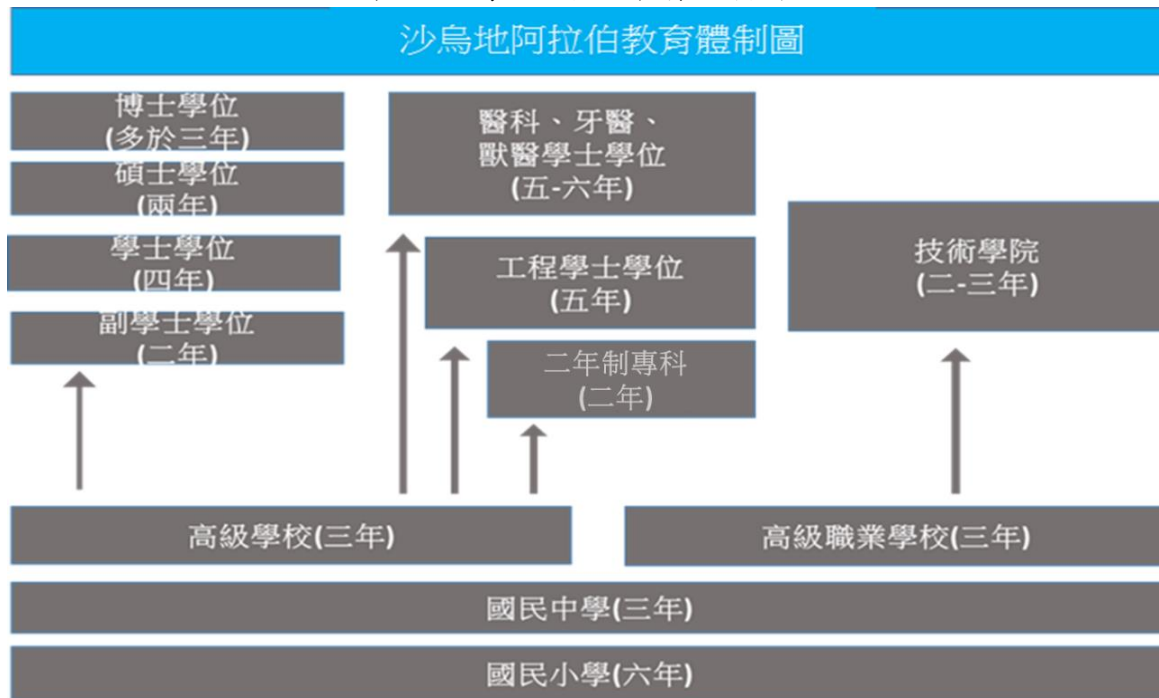 沙烏地阿拉伯教育體制圖
博士學位
(多於三年)
碩士學位
(兩年)
學士學位
(四年)
副學士學位
(二年)
醫科、牙醫、
獸醫學士學位
(五-六年)
工程學士學位
(五年)
二年制專科
(二年)
技術學院
(二-三年)
高級學校(三年)
高級職業學校(三年)
國民中學(三年)
國民小學(六年)